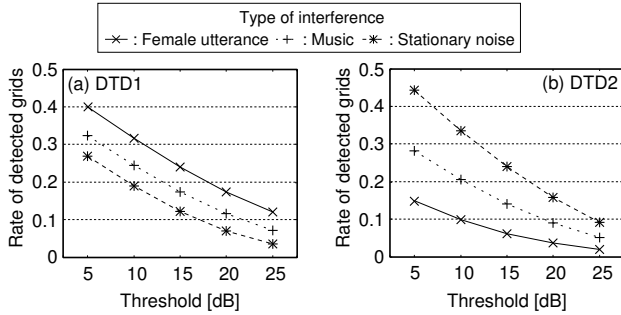 Type of interference
: Female utterance : Music : Stationary noise
(a) DTD1
Rate of detected grids
0.5
0.4
0.3
0.2
0.1
0
5 10 15 20 25
Threshold [dB]
(b) DTD2
Rate of detected grids
0.5
0.4
0.3
0.2
0.1
0
5 10 15 20 25
Threshold [dB]